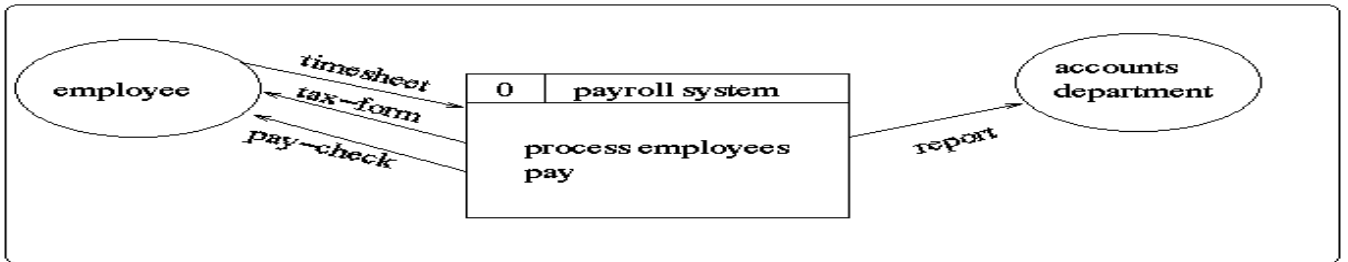 employee
timesheet
tax-form
pay-check
0 payroll system
process employees
pay
report
accounts
department